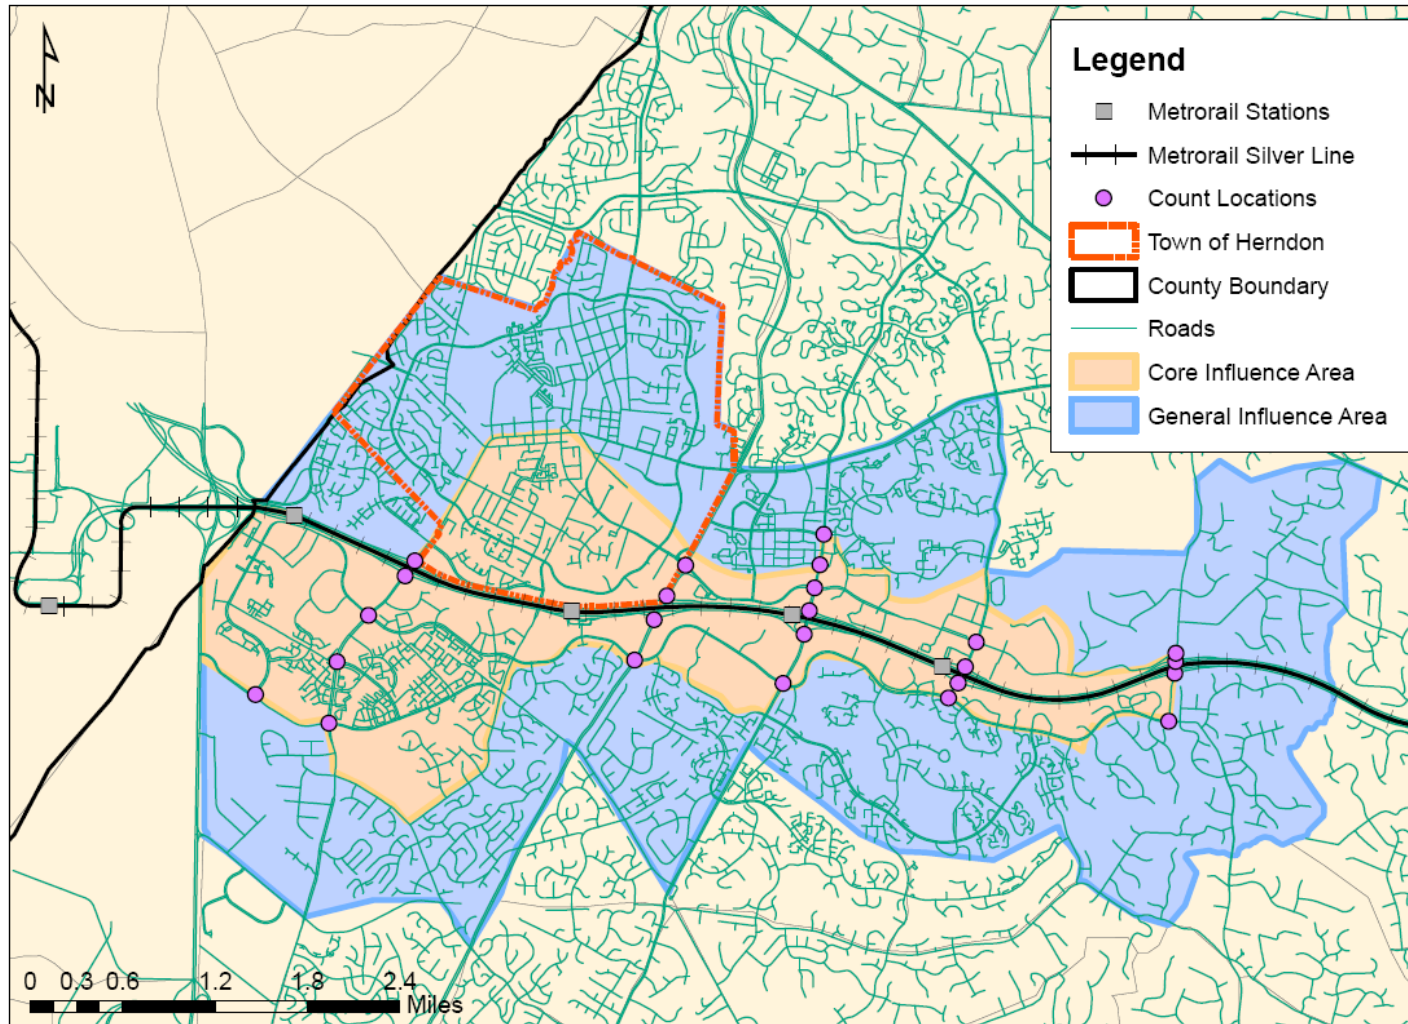 N
Legend
Metrorail Stations
Metrorail Silver Line
Count Locations
Town of Herndon
County Boundary
Roads
Core Influence Area
General Influence Area
0 0.3 0.6 1.2 1.8 2.4
Miles